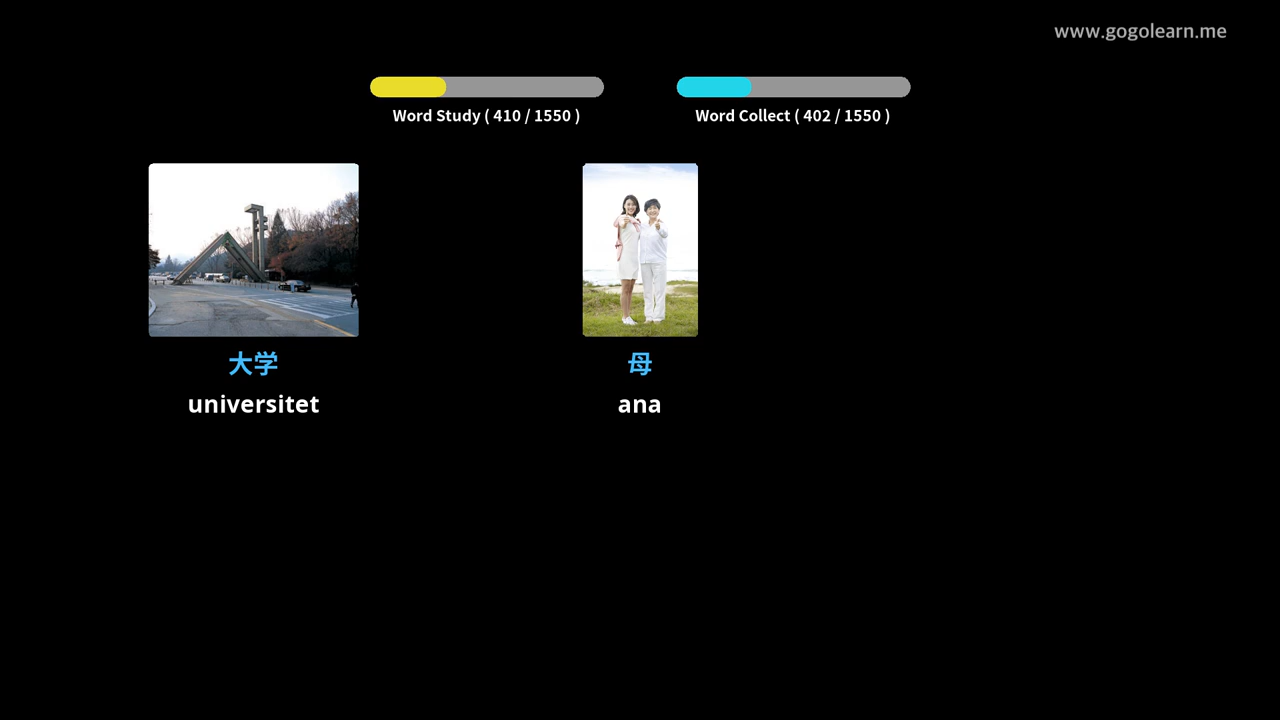 www.gogolearn.me
Word Study ( 410 / 1550 )
Word Collect ( 402 / 1550 )
大学
universitet
母
ana